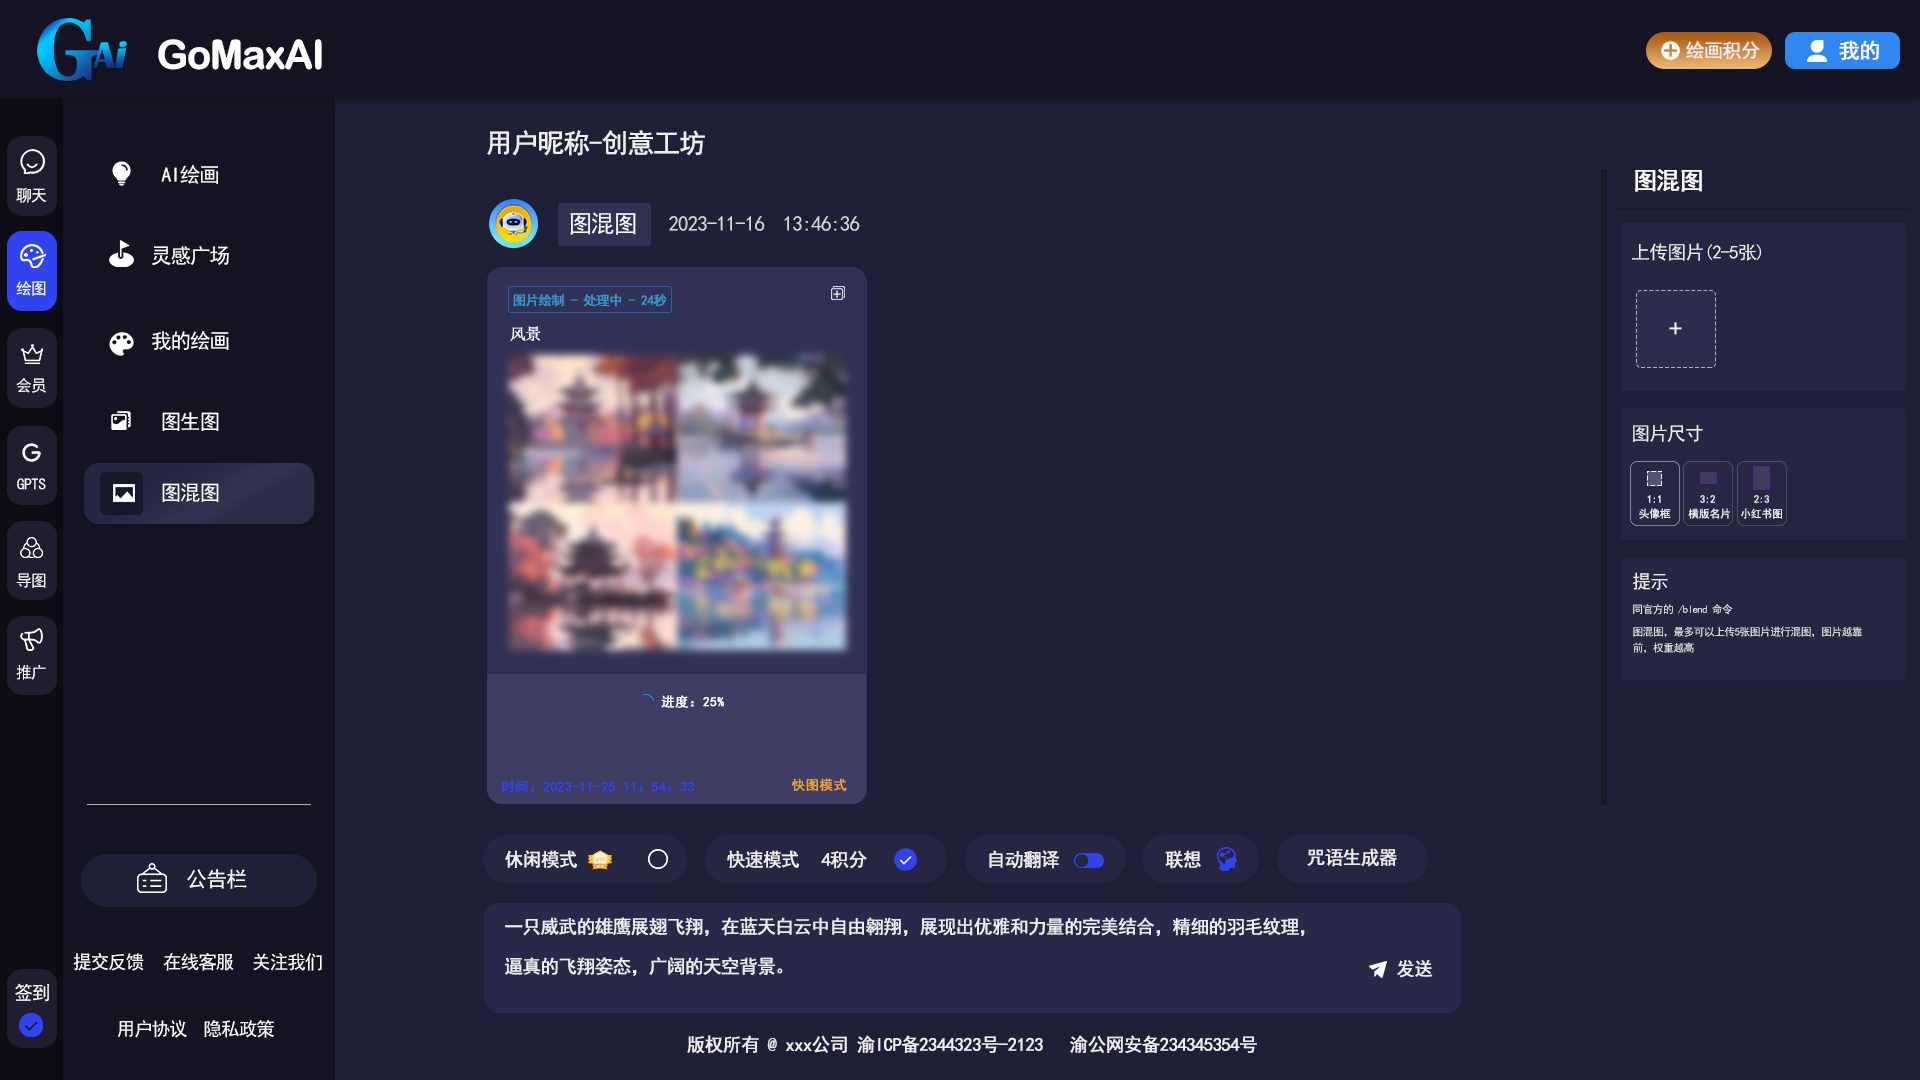 GAi GoMaxAI
绘画积分
我的
聊天
绘图
会员
G
GPTS
导图
推广
签到
AI绘画
灵感广场
我的绘画
图生图
图混图
公告栏
提交反馈 在线客服 关注我们
用户协议 隐私政策
用户昵称-创意工坊
图混图 2023-11-16 13:46:36
图片绘制 - 处理中 - 24秒
风景
进度：25%
时间：2023-11-25 11：54：33
快图模式
休闲模式
快速模式 4积分
自动翻译
联想
咒语生成器
一只威武的雄鹰展翅飞翔，在蓝天白云中自由翱翔，展现出优雅和力量的完美结合，精细的羽毛纹理，
逼真的飞翔姿态，广阔的天空背景。
发送
版权所有 @ xxx公司 渝ICP备2344323号-2123 渝公网安备234345354号
图混图
上传图片(2-5张)
+
图片尺寸
1:1 3:2 2:3
头像框 横版名片 小红书图
提示
同官方的 /blend 命令
图混图，最多可以上传5张图片进行混图，图片越靠
前，权重越高